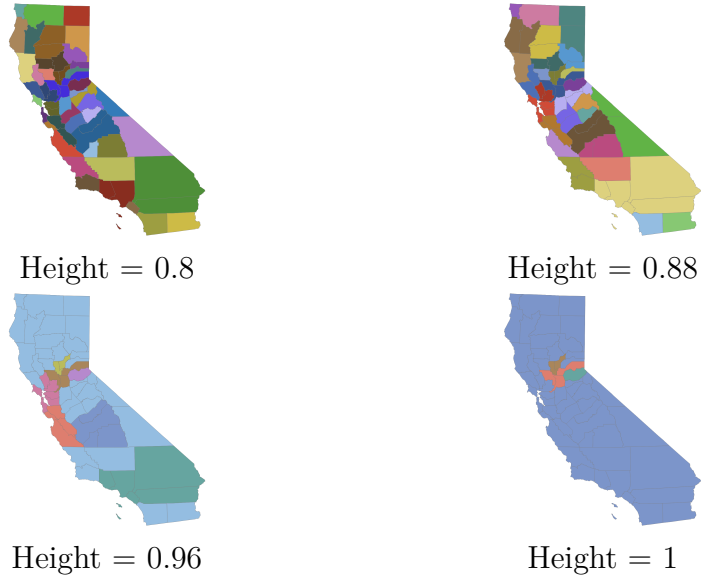 Height = 0.8
Height = 0.88
Height = 0.96
Height = 1